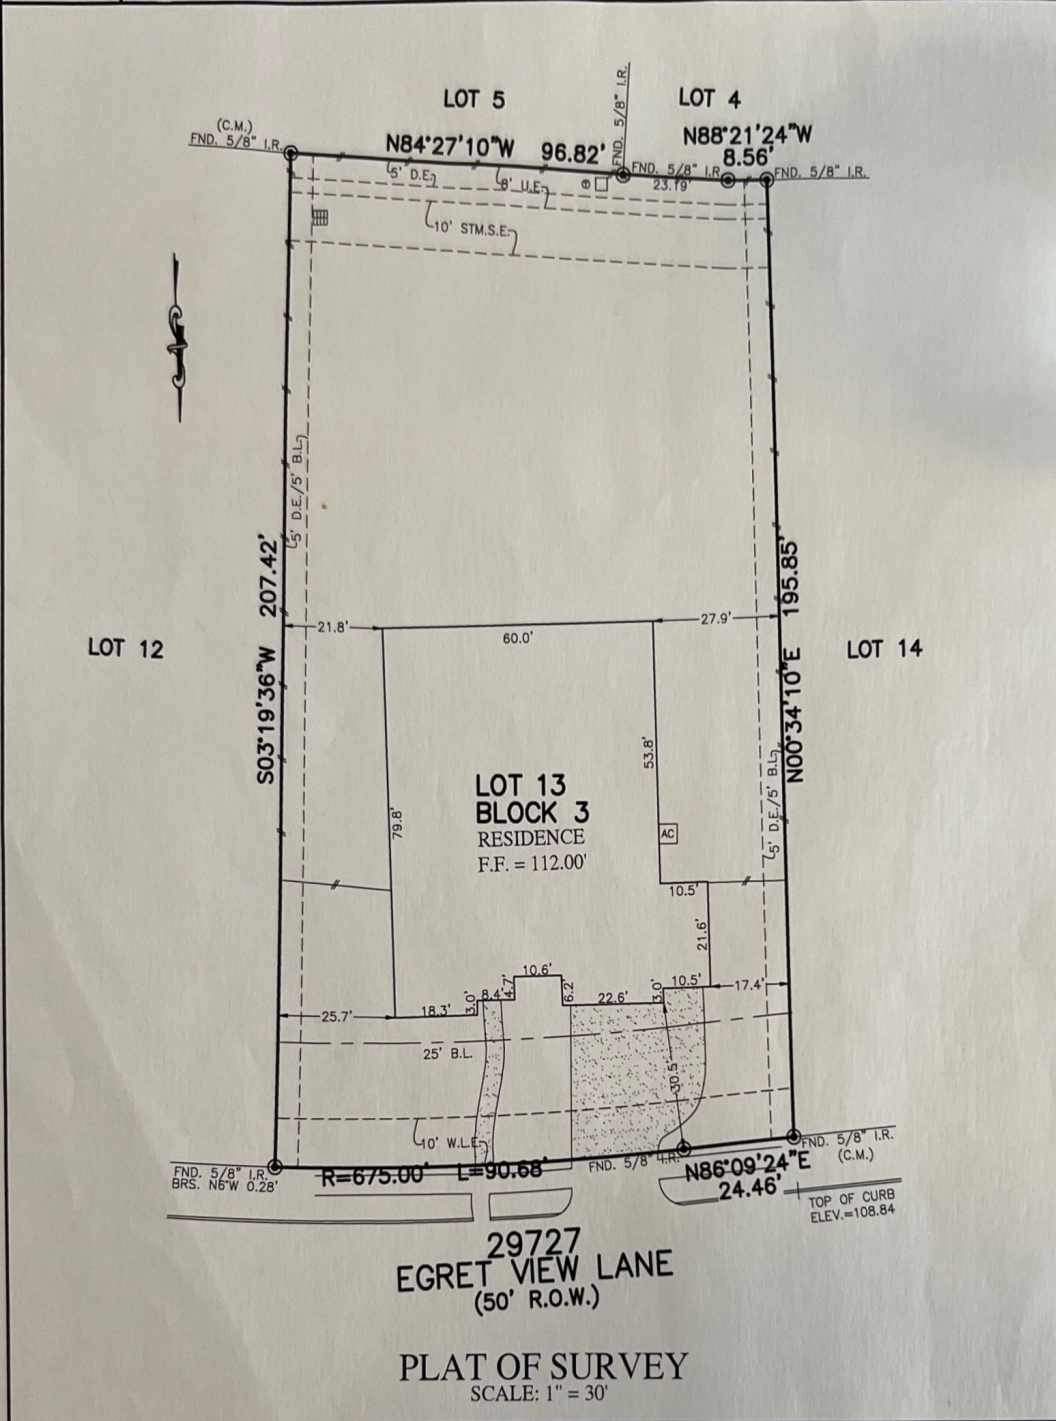 LOT 5
LOT 4
(C.M.)
FND. 5/8" I.R.
N84°27'10"W 96.82'
FND. 5/8" I.R.
N88°21'24"W
8.56'
FND. 5/8" I.R.
FND. 5/8" I.R.
23.19'
5' D.E.
8' U.E.
10' STM.S.E.
5' D.E./5' B.L.
S03°19'36"W 207.42'
N00°34'10"E 195.85'
LOT 12
LOT 14
21.8'
60.0'
27.9'
53.8'
79.8'
LOT 13
BLOCK 3
RESIDENCE
F.F. = 112.00'
AC
5' D.E./5' B.L.
10.5'
21.6'
10.6'
10.5'
17.4'
8.4'
4.7'
6.2'
22.6'
3.0'
3.0'
18.3'
25.7'
25' B.L.
30.5'
10' W.L.E.
FND. 5/8" I.R.
BRS. N6°W 0.28'
R=675.00' L=90.68'
FND. 5/8" I.R.
N86°09'24"E
24.46'
FND. 5/8" I.R.
(C.M.)
TOP OF CURB
ELEV.=108.84
29727
EGRET VIEW LANE
(50' R.O.W.)
PLAT OF SURVEY
SCALE: 1" = 30'